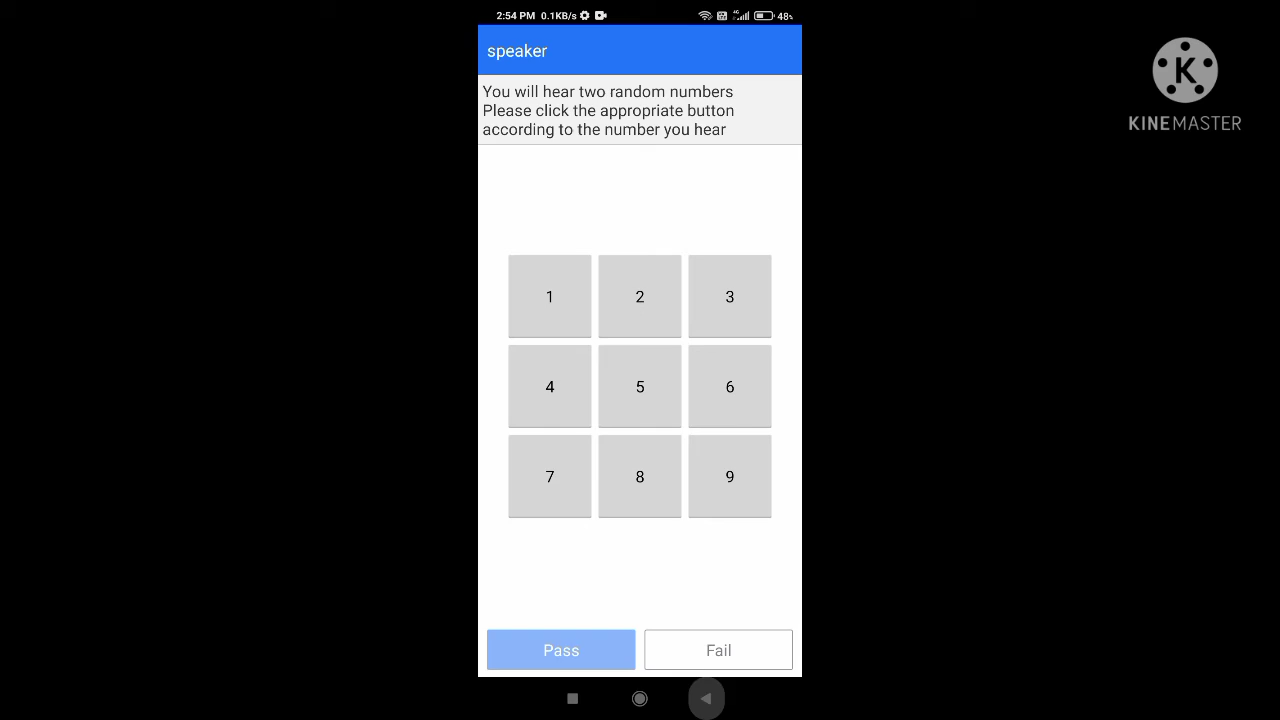 2:54 PM 0.1KB/s 4G 48%
speaker
KINEMASTER
You will hear two random numbers
Please click the appropriate button
according to the number you hear
1 2 3
4 5 6
7 8 9
Pass Fail